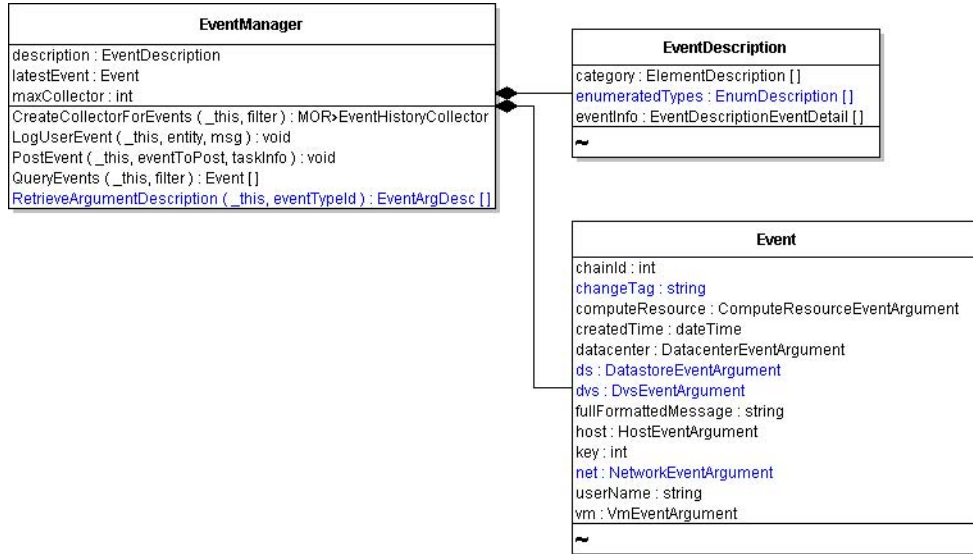 EventManager
description : EventDescription
latestEvent : Event
maxCollector : int
CreateCollectorForEvents ( _this, filter ) : MOR>EventHistoryCollector
LogUserEvent ( _this, entity, msg ) : void
PostEvent ( _this, eventToPost, taskInfo ) : void
QueryEvents ( _this, filter ) : Event [ ]
RetrieveArgumentDescription ( _this, eventTypeId ) : EventArgDesc [ ]
EventDescription
category : ElementDescription [ ]
enumeratedTypes : EnumDescription [ ]
eventInfo : EventDescriptionEventDetail [ ]
~
Event
chainId : int
changeTag : string
computeResource : ComputeResourceEventArgument
createdTime : dateTime
datacenter : DatacenterEventArgument
ds : DatastoreEventArgument
dvs : DvsEventArgument
fullFormattedMessage : string
host : HostEventArgument
key : int
net : NetworkEventArgument
userName : string
vm : VmEventArgument
~